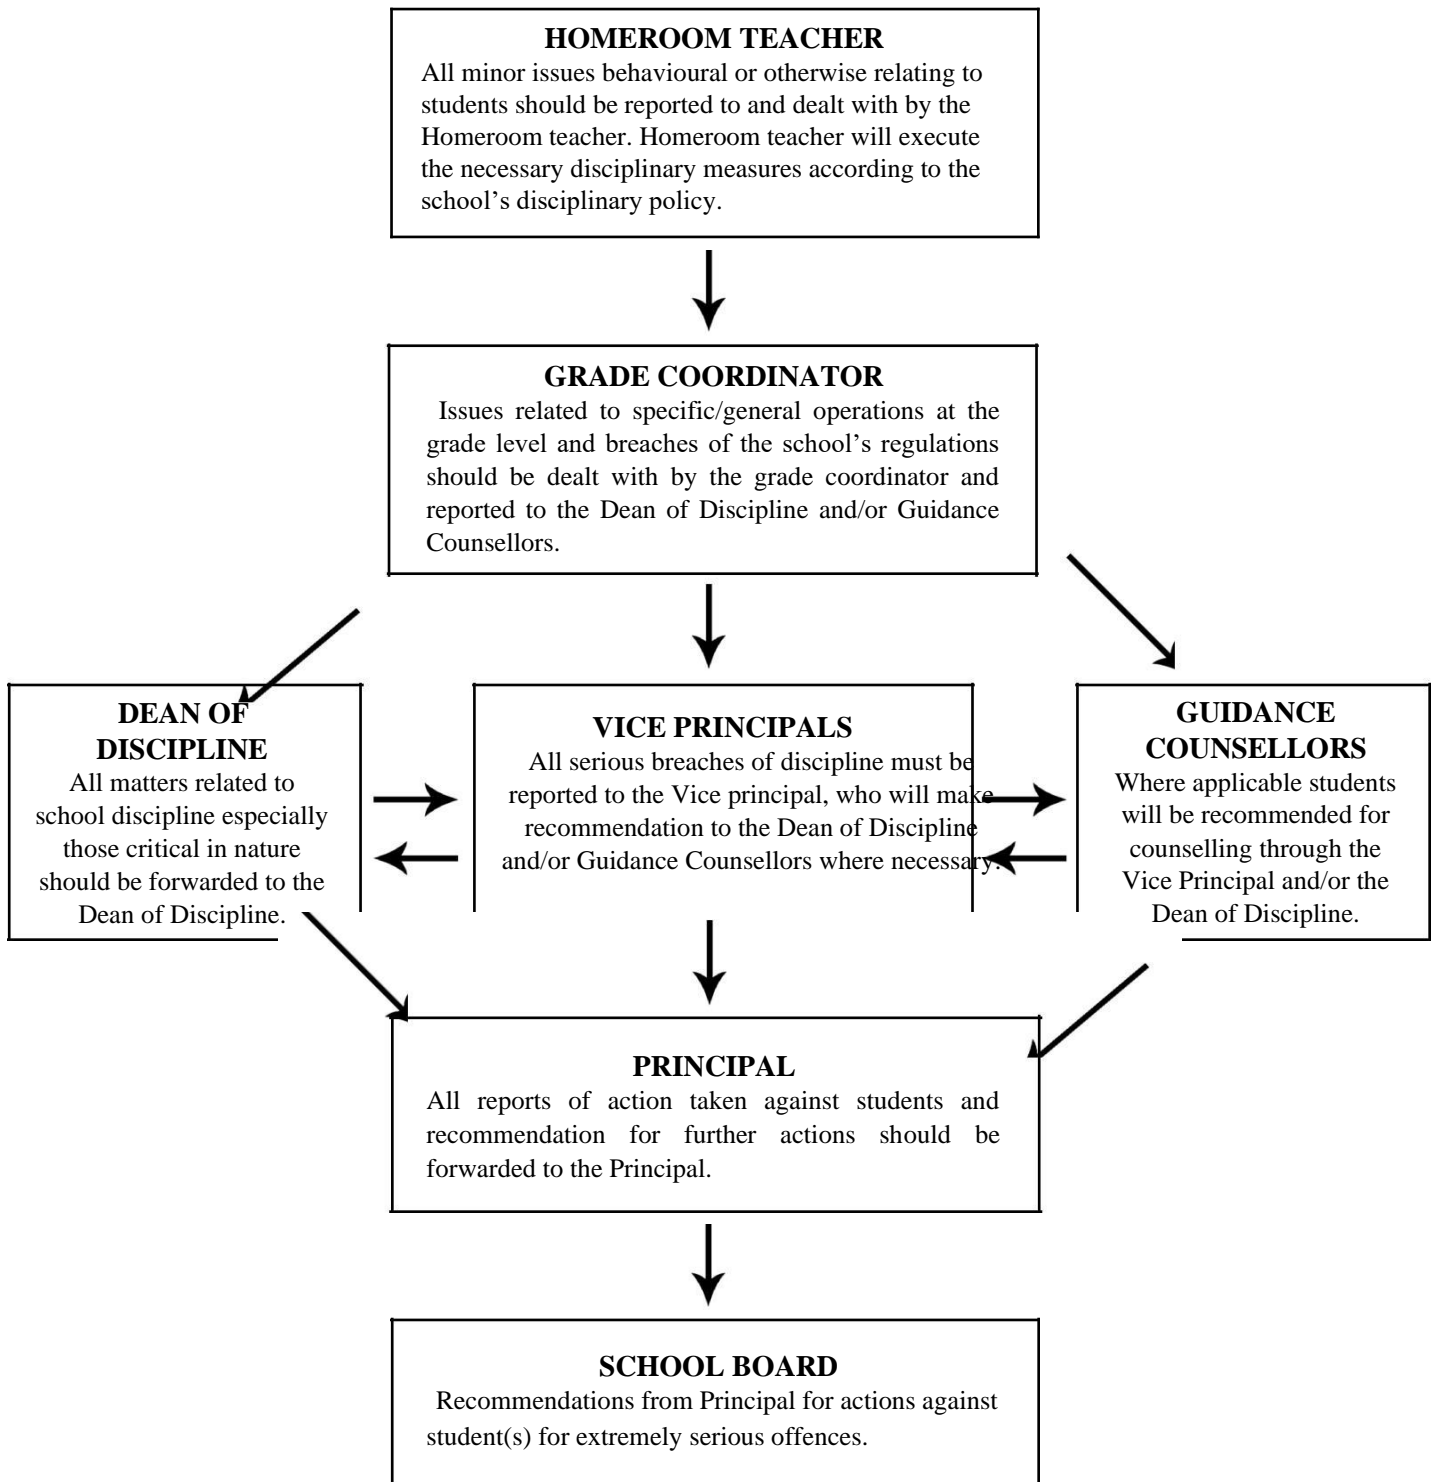 HOMEROOM TEACHER
All minor issues behavioural or otherwise relating to
students should be reported to and dealt with by the
Homeroom teacher. Homeroom teacher will execute
the necessary disciplinary measures according to the
school’s disciplinary policy.
GRADE COORDINATOR
Issues related to specific/general operations at the
grade level and breaches of the school’s regulations
should be dealt with by the grade coordinator and
reported to the Dean of Discipline and/or Guidance
Counsellors.
DEAN OF
DISCIPLINE
All matters related to
school discipline especially
those critical in nature
should be forwarded to the
Dean of Discipline.
VICE PRINCIPALS
All serious breaches of discipline must be
reported to the Vice principal, who will make
recommendation to the Dean of Discipline
and/or Guidance Counsellors where necessary.
GUIDANCE
COUNSELLORS
Where applicable students
will be recommended for
counselling through the
Vice Principal and/or the
Dean of Discipline.
PRINCIPAL
All reports of action taken against students and
recommendation for further actions should be
forwarded to the Principal.
SCHOOL BOARD
Recommendations from Principal for actions against
student(s) for extremely serious offences.